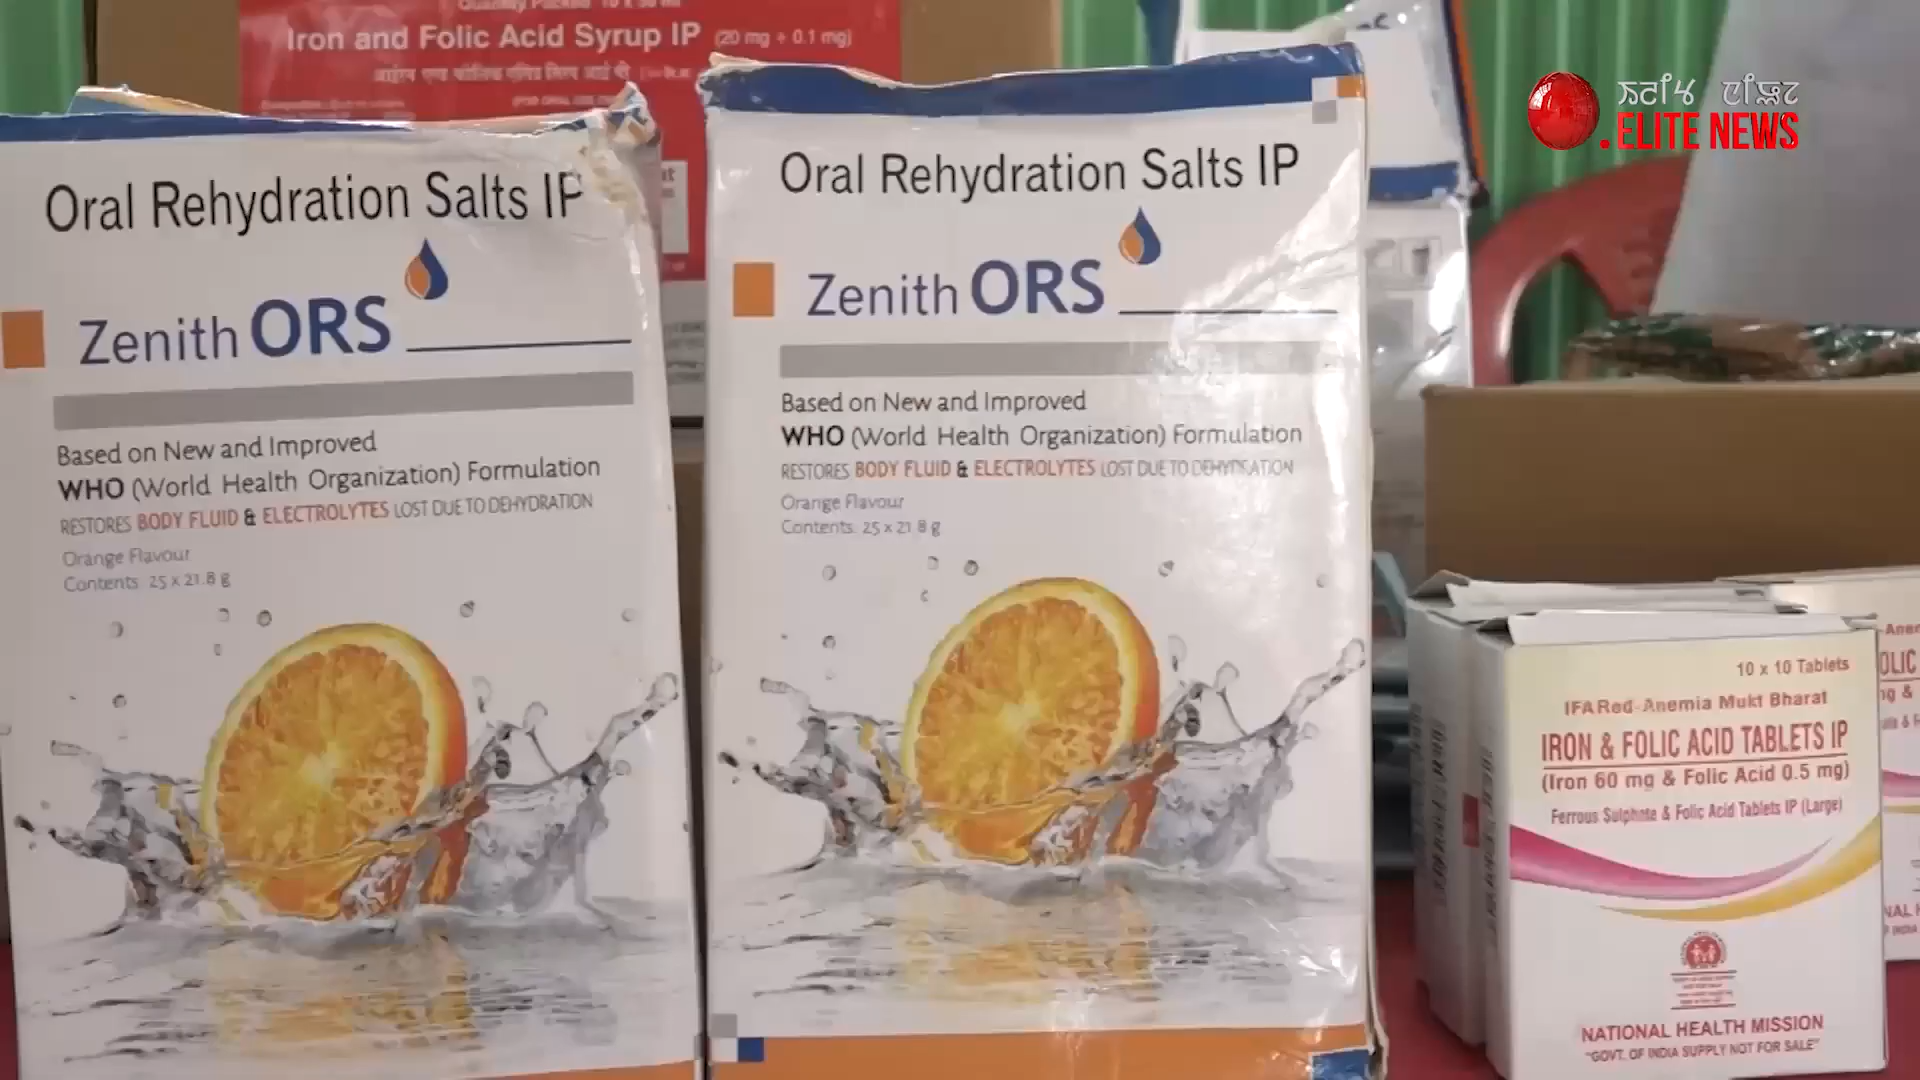 Iron and Folic Acid Syrup IP (20 mg + 0.1 mg)
Oral Rehydration Salts IP
Zenith ORS
Based on New and Improved
WHO (World Health Organization) Formulation
RESTORES BODY FLUID & ELECTROLYTES LOST DUE TO DEHYDRATION
Orange Flavour
Contents 25 x 21.8 g
Oral Rehydration Salts IP
Zenith ORS
Based on New and Improved
WHO (World Health Organization) Formulation
RESTORES BODY FLUID & ELECTROLYTES LOST DUE TO DEHYDRATION
Orange Flavour
Contents 25 x 21.8 g
ELITE NEWS
10 x 10 Tablets
IFA Red-Anemia Mukt Bharat
IRON & FOLIC ACID TABLETS IP
(Iron 60 mg & Folic Acid 0.5 mg)
Ferrous Sulphate & Folic Acid Tablets IP (Large)
NATIONAL HEALTH MISSION
"GOVT. OF INDIA SUPPLY NOT FOR SALE"